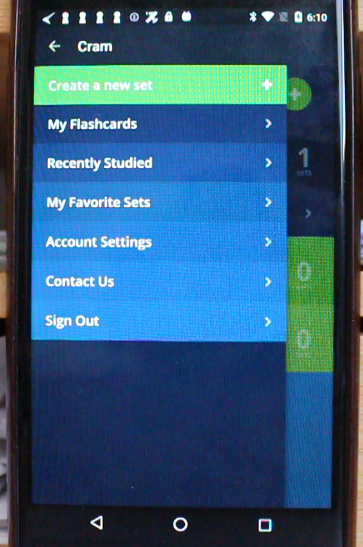 6:10
Cram
Create a new set
My Flashcards
1
sets
Recently Studied
My Favorite Sets
Account Settings
0
Contact Us
0
Sign Out